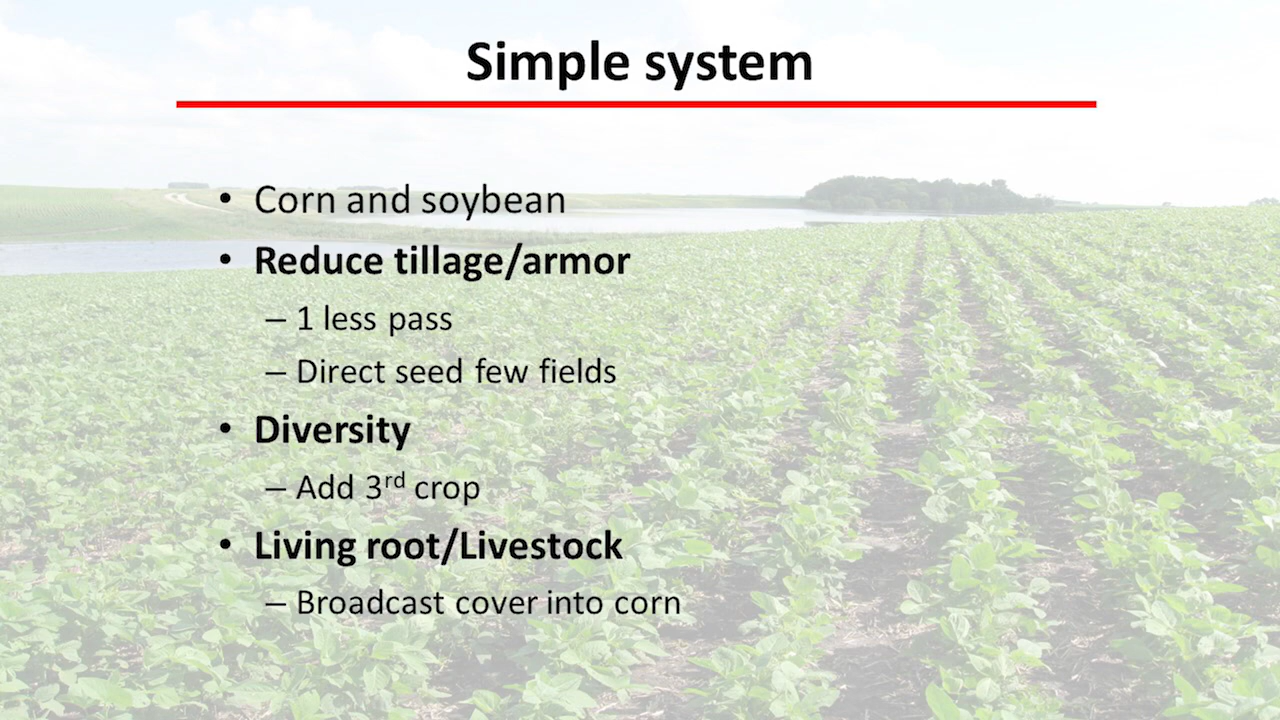 Simple system
• Corn and soybean
• Reduce tillage/armor
– 1 less pass
– Direct seed few fields
• Diversity
– Add 3rd crop
• Living root/Livestock
– Broadcast cover into corn